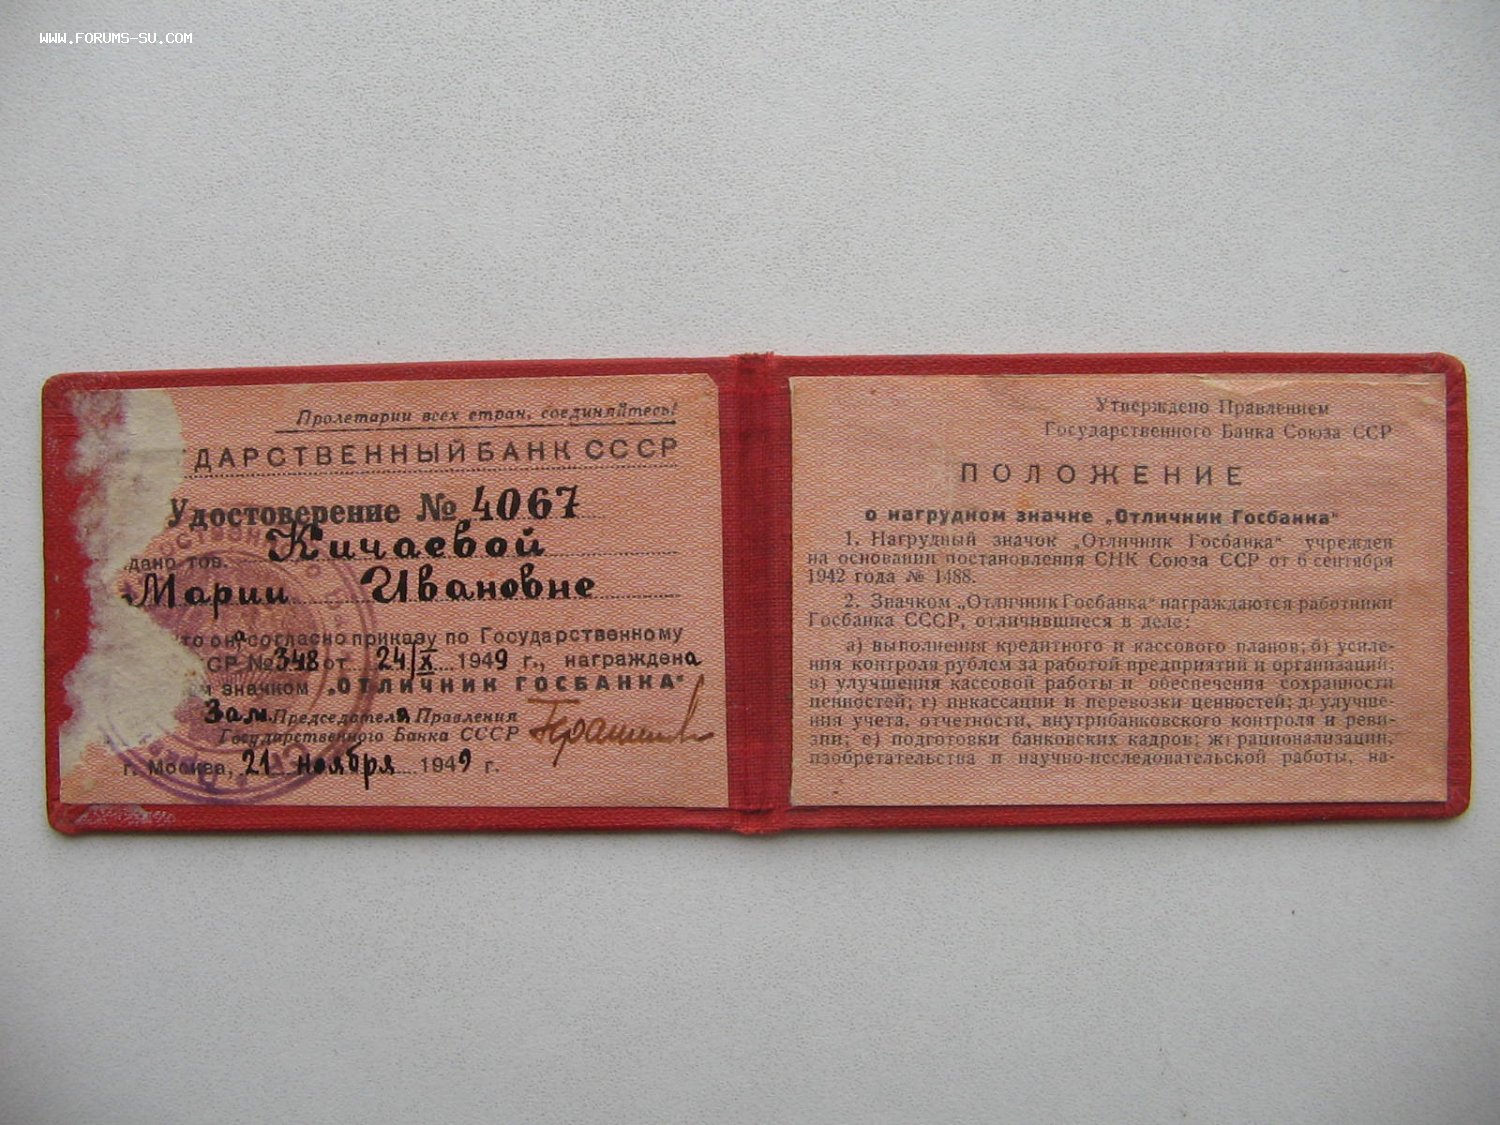 WWW.FORUMS-SU.COM
Пролетарии всех стран, соединяйтесь!
ДАРСТВЕННЫЙ БАНК СССР
Удостоверение № 4067
дано тов. Кичаевой
Марии Ивановне
что она согласно приказу по Государственному
СР № 348 от 24/X 1949 г., награждена
значком „ОТЛИЧНИК ГОСБАНКА"
Зам. Председателя Правления
Государственного Банка СССР
г. Москва, 21 ноября 1949 г.
Утверждено Правлением
Государственного Банка Союза ССР
ПОЛОЖЕНИЕ
о нагрудном значке „Отличник Госбанка"
1. Нагрудный значок „Отличник Госбанка" учрежден
на основании постановления СНК Союза ССР от 6 сентября
1942 года № 1488.
2. Значком „Отличник Госбанка" награждаются работники
Госбанка СССР, отличившиеся в деле:
а) выполнения кредитного и кассового планов; б) усиле-
ния контроля рублем за работой предприятий и организаций;
в) улучшения кассовой работы и обеспечения сохранности
ценностей; г) инкассации и перевозки ценностей; д) улучше-
ния учета, отчетности, внутрибанковского контроля и реви-
зии; е) подготовки банковских кадров; ж) рационализации,
изобретательства и научно-исследовательской работы, на-